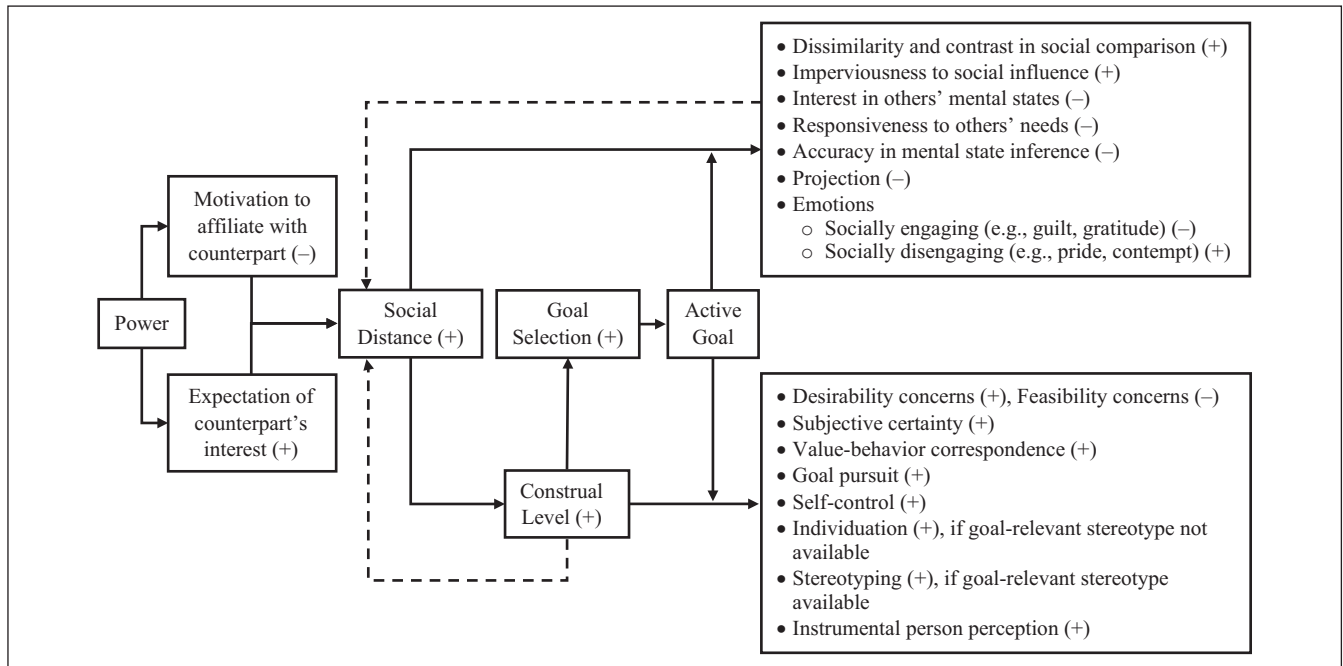 Power
Motivation to
affiliate with
counterpart (–)
Expectation of
counterpart's
interest (+)
Social
Distance (+)
Goal
Selection (+)
Active
Goal
Construal
Level (+)
• Dissimilarity and contrast in social comparison (+)
• Imperviousness to social influence (+)
• Interest in others' mental states (–)
• Responsiveness to others' needs (–)
• Accuracy in mental state inference (–)
• Projection (–)
• Emotions
o Socially engaging (e.g., guilt, gratitude) (–)
o Socially disengaging (e.g., pride, contempt) (+)
• Desirability concerns (+), Feasibility concerns (–)
• Subjective certainty (+)
• Value-behavior correspondence (+)
• Goal pursuit (+)
• Self-control (+)
• Individuation (+), if goal-relevant stereotype not
available
• Stereotyping (+), if goal-relevant stereotype
available
• Instrumental person perception (+)